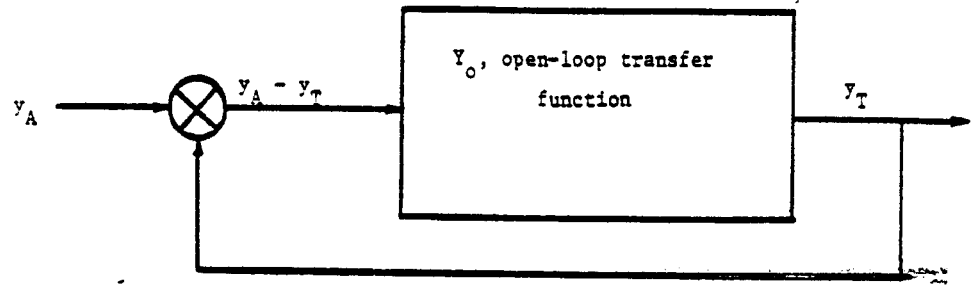 Y_o, open-loop transfer
function
y_A
y_A - y_T
y_T